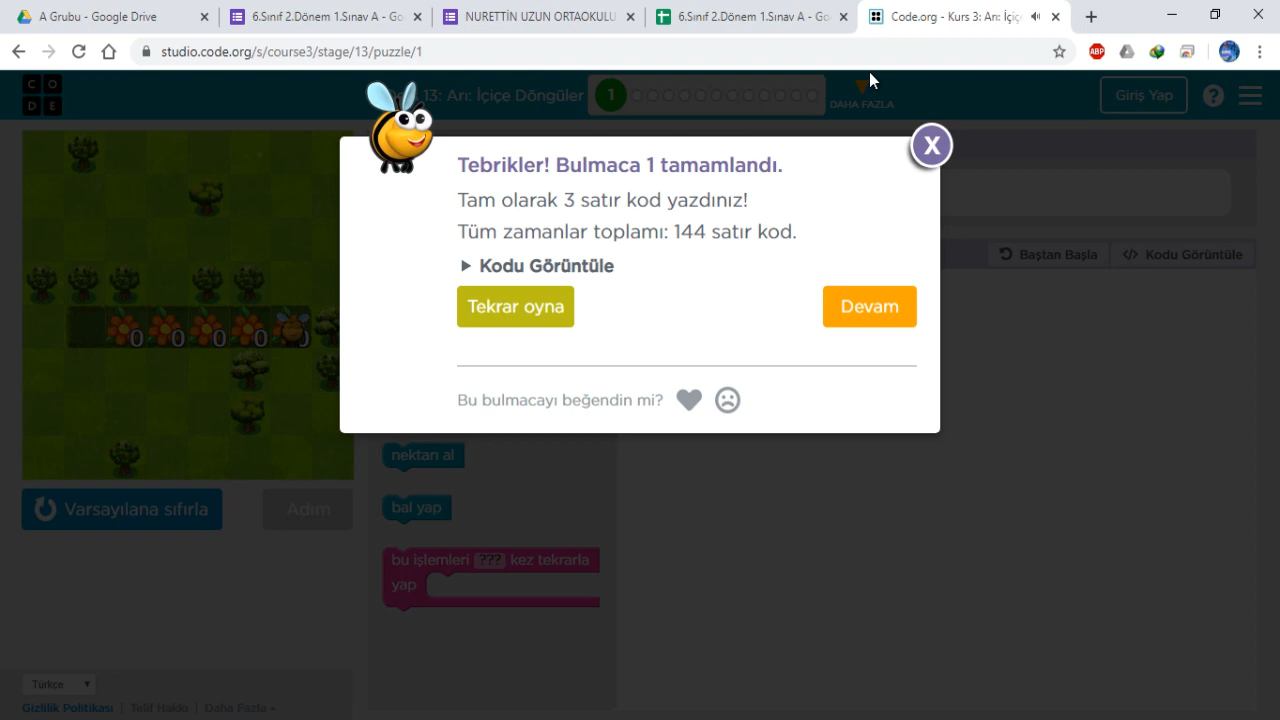 A Grubu - Google Drive
6.Sınıf 2.Dönem 1.Sınav A - Go
NURETTİN UZUN ORTAOKULU
6.Sınıf 2.Dönem 1.Sınav A - Go
Code.org - Kurs 3: Arı: İçiç
studio.code.org/s/course3/stage/13/puzzle/1
ABP
C O
D E
13: Arı: İçiçe Döngüler
1
DAHA FAZLA
Giriş Yap
?
X
Tebrikler! Bulmaca 1 tamamlandı.
Tam olarak 3 satır kod yazdınız!
Tüm zamanlar toplamı: 144 satır kod.
Kodu Görüntüle
Baştan Başla
Kodu Görüntüle
Tekrar oyna
Devam
0 0 0 0
Bu bulmacayı beğendin mi?
nektarı al
bal yap
Varsayılana sıfırla
Adım
bu işlemleri ??? kez tekrarla
yap
Türkçe
Gizlilik Politikası | Telif Hakkı | Daha Fazla